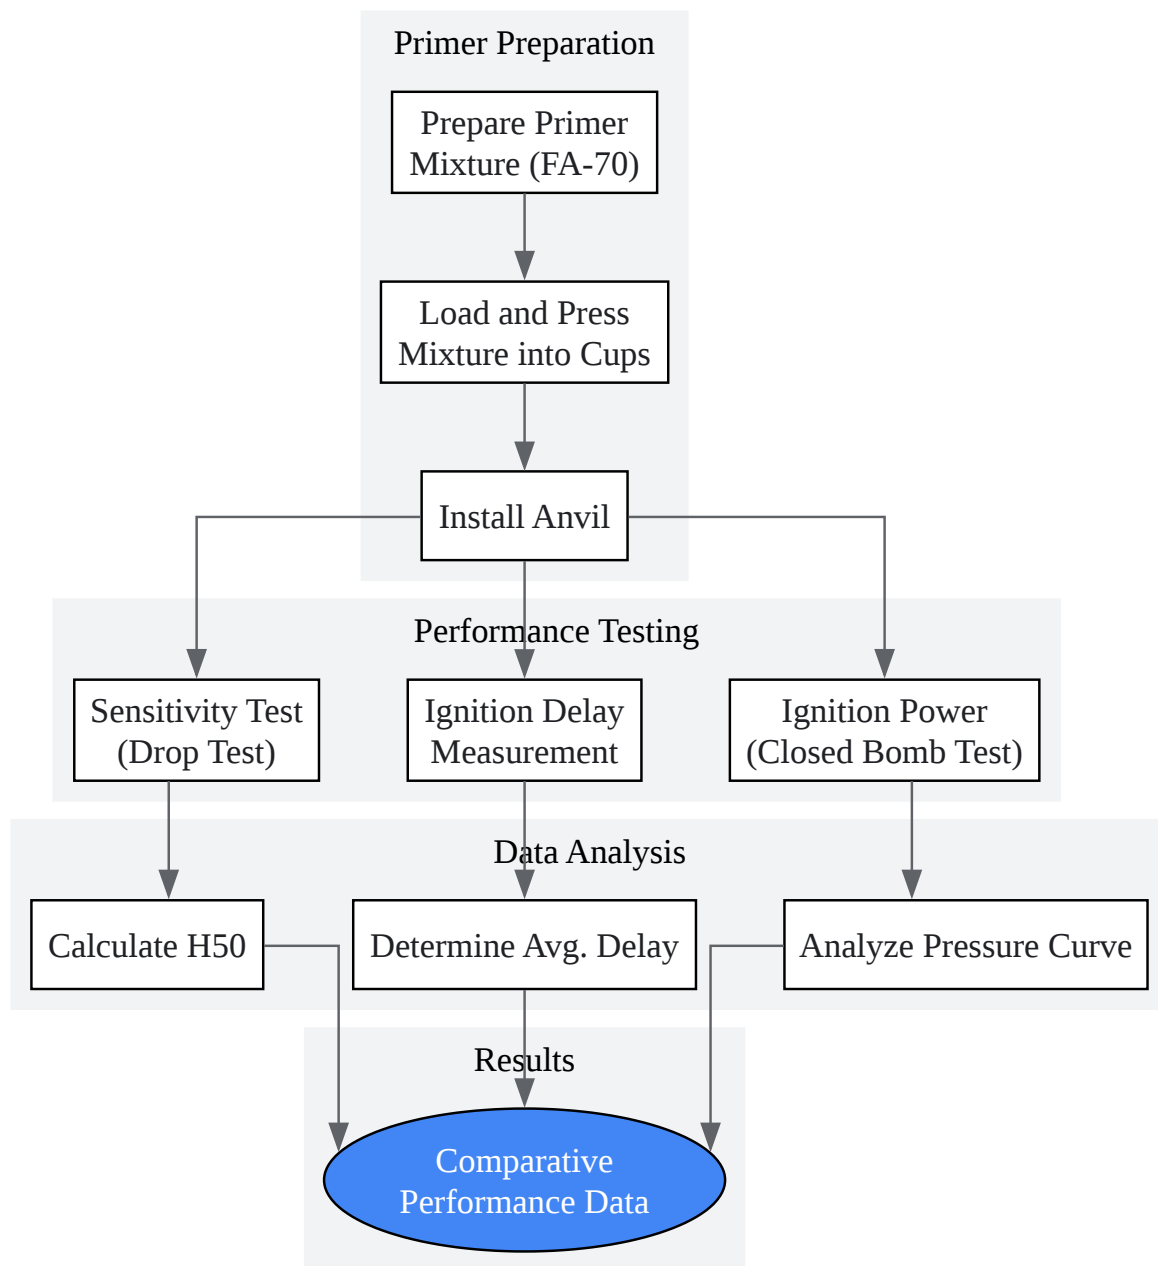 Primer Preparation
Prepare Primer
Mixture (FA-70)
Load and Press
Mixture into Cups
Install Anvil
Performance Testing
Sensitivity Test
(Drop Test)
Ignition Delay
Measurement
Ignition Power
(Closed Bomb Test)
Data Analysis
Calculate H50
Determine Avg. Delay
Analyze Pressure Curve
Results
Comparative
Performance Data